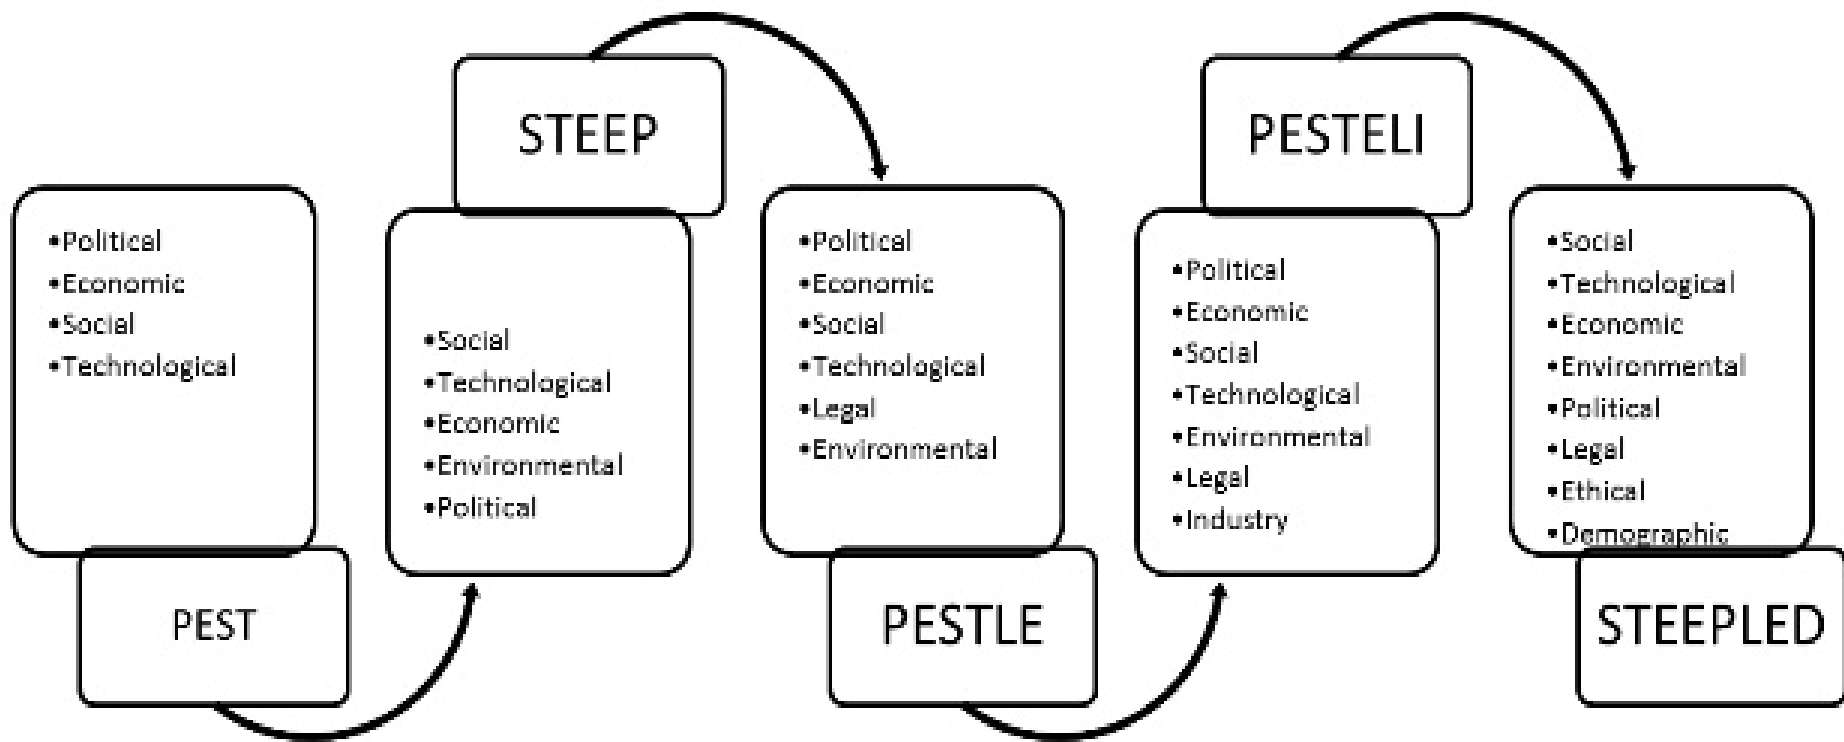 •Political
•Economic
•Social
•Technological
PEST
STEEP
•Social
•Technological
•Economic
•Environmental
•Political
•Political
•Economic
•Social
•Technological
•Legal
•Environmental
PESTLE
PESTELI
•Political
•Economic
•Social
•Technological
•Environmental
•Legal
•Industry
•Social
•Technological
•Economic
•Environmental
•Political
•Legal
•Ethical
•Demographic
STEEPLED